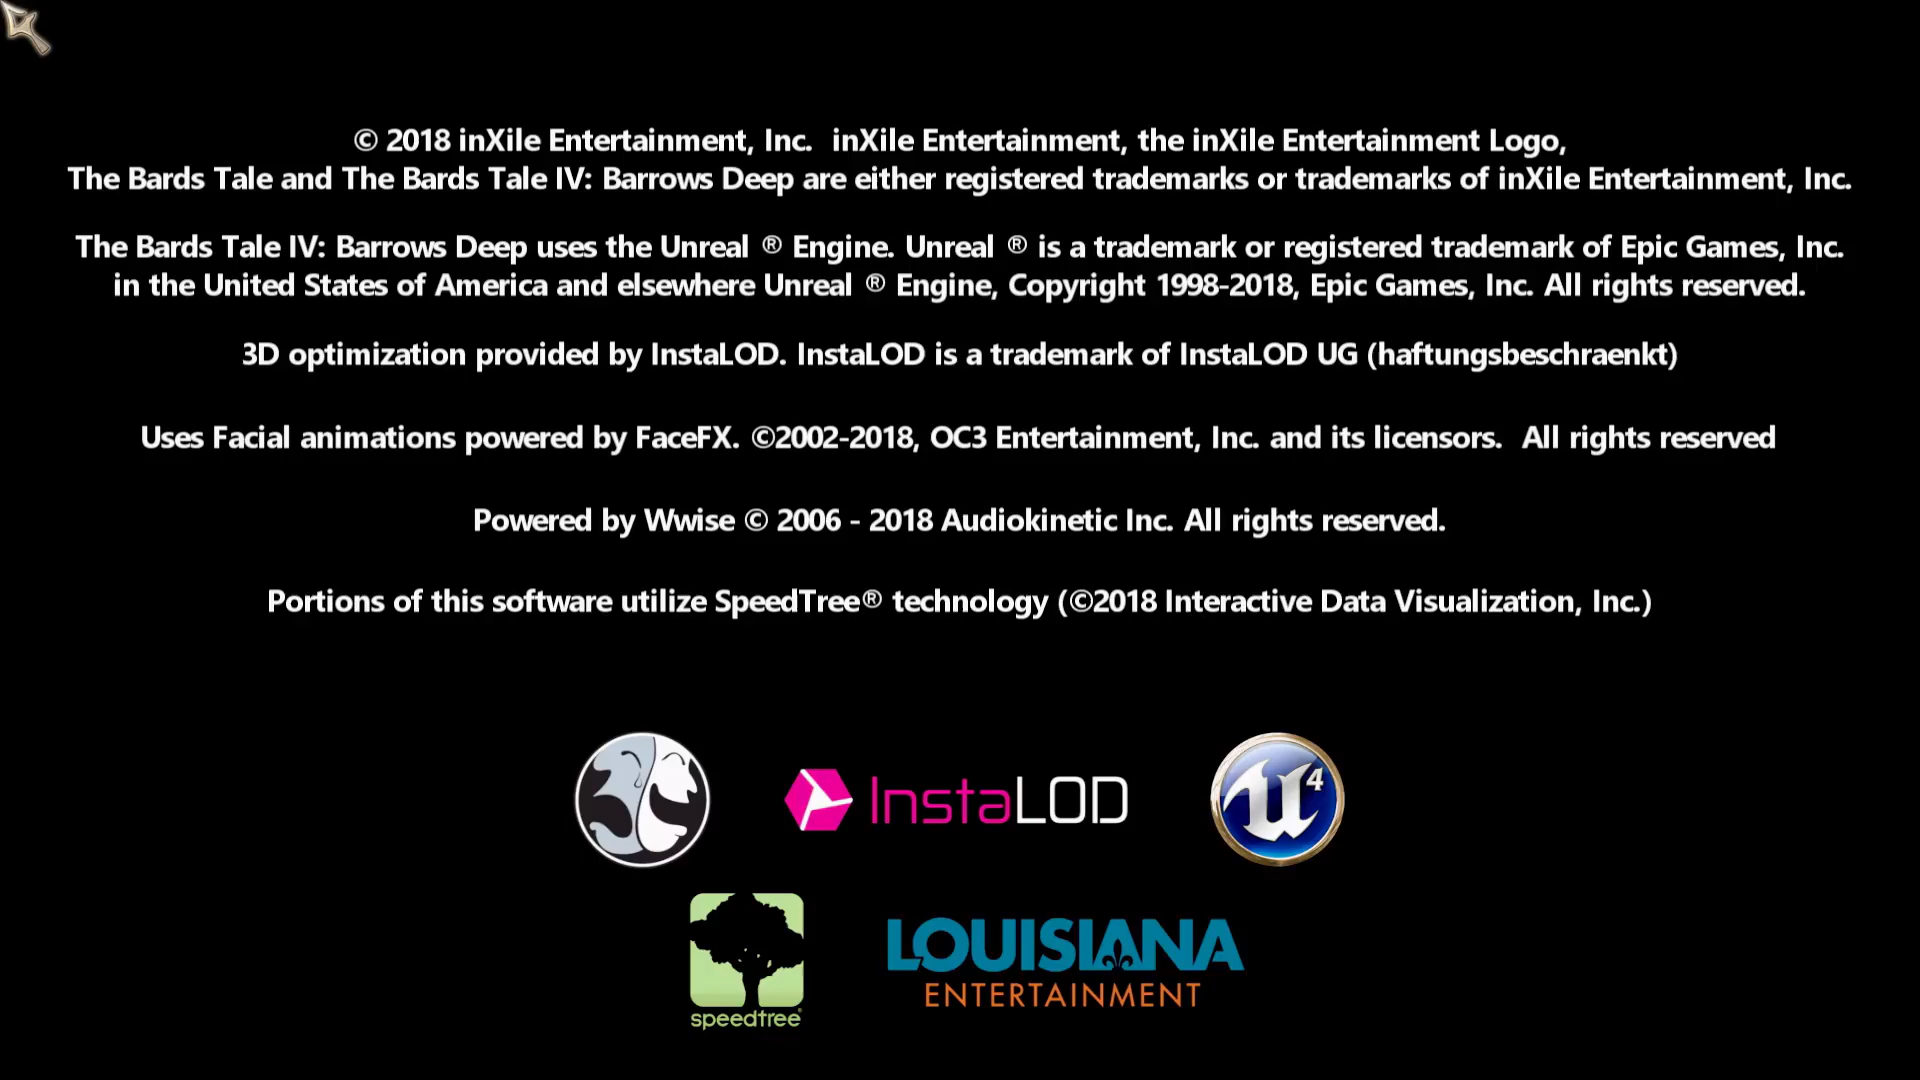 © 2018 inXile Entertainment, Inc.  inXile Entertainment, the inXile Entertainment Logo,
The Bards Tale and The Bards Tale IV: Barrows Deep are either registered trademarks or trademarks of inXile Entertainment, Inc.
The Bards Tale IV: Barrows Deep uses the Unreal ® Engine. Unreal ® is a trademark or registered trademark of Epic Games, Inc.
in the United States of America and elsewhere Unreal ® Engine, Copyright 1998-2018, Epic Games, Inc. All rights reserved.
3D optimization provided by InstaLOD. InstaLOD is a trademark of InstaLOD UG (haftungsbeschraenkt)
Uses Facial animations powered by FaceFX. ©2002-2018, OC3 Entertainment, Inc. and its licensors.  All rights reserved
Powered by Wwise © 2006 - 2018 Audiokinetic Inc. All rights reserved.
Portions of this software utilize SpeedTree® technology (©2018 Interactive Data Visualization, Inc.)
InstaLOD
U4
speedtree®
LOUISIANA
ENTERTAINMENT